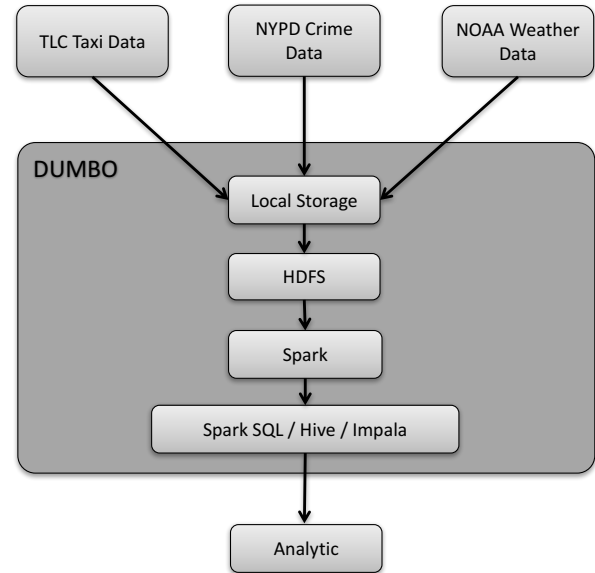 TLC Taxi Data
NYPD Crime
Data
NOAA Weather
Data
DUMBO
Local Storage
HDFS
Spark
Spark SQL / Hive / Impala
Analytic